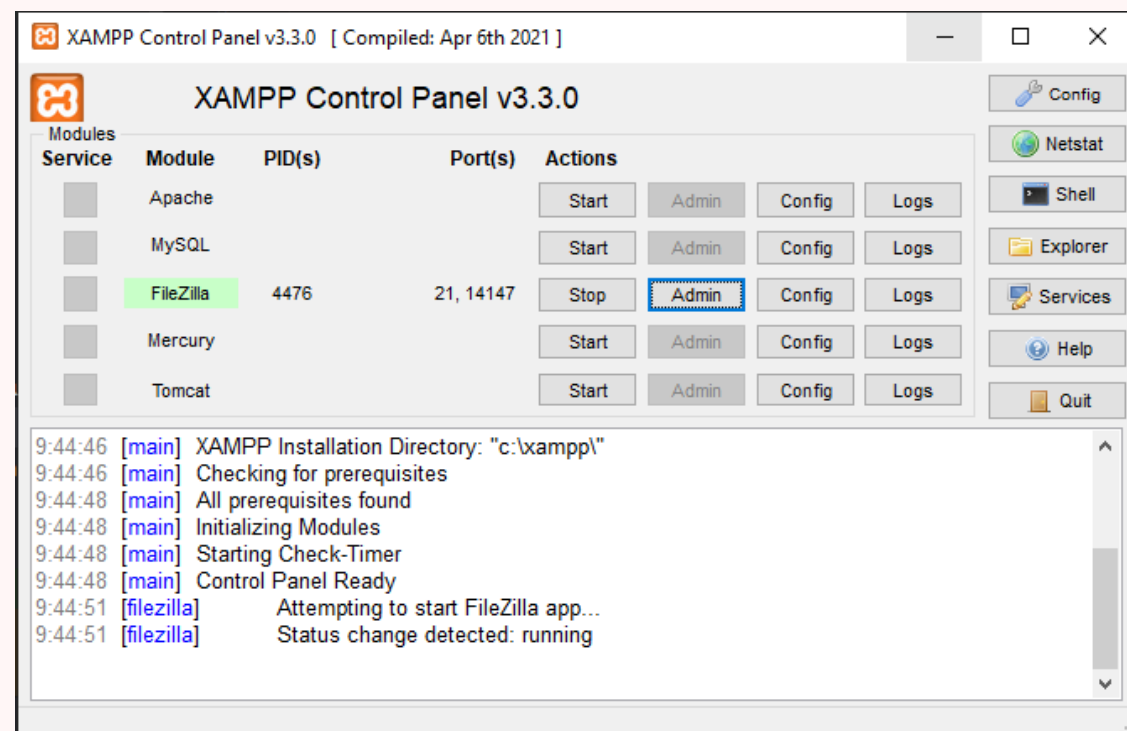 XAMPP Control Panel v3.3.0 [ Compiled: Apr 6th 2021 ]
XAMPP Control Panel v3.3.0
Config
Modules
Service Module PID(s) Port(s) Actions
Netstat
Apache Start Admin Config Logs
Shell
MySQL Start Admin Config Logs
Explorer
FileZilla 4476 21, 14147 Stop Admin Config Logs
Services
Mercury Start Admin Config Logs
Help
Tomcat Start Admin Config Logs
Quit
9:44:46 [main] XAMPP Installation Directory: "c:\xampp\"
9:44:46 [main] Checking for prerequisites
9:44:48 [main] All prerequisites found
9:44:48 [main] Initializing Modules
9:44:48 [main] Starting Check-Timer
9:44:48 [main] Control Panel Ready
9:44:51 [filezilla] Attempting to start FileZilla app...
9:44:51 [filezilla] Status change detected: running